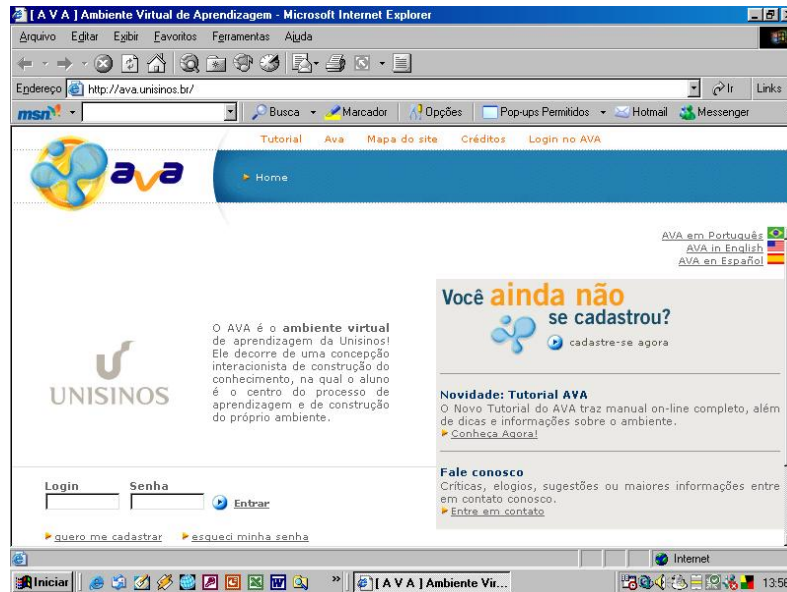 [ A V A ] Ambiente Virtual de Aprendizagem - Microsoft Internet Explorer
Arquivo Editar Exibir Favoritos Ferramentas Ajuda
Endereço http://ava.unisinos.br/ Ir Links
msn Busca Marcador Opções Pop-ups Permitidos Hotmail Messenger
Tutorial Ava Mapa do site Créditos Login no AVA
ava
Home
AVA em Português
AVA in English
AVA en Español
Você ainda não
se cadastrou?
cadastre-se agora
UNISINOS
O AVA é o ambiente virtual
de aprendizagem da Unisinos!
Ele decorre de uma concepção
interacionista de construção do
conhecimento, na qual o aluno
é o centro do processo de
aprendizagem e de construção
do próprio ambiente.
Novidade: Tutorial AVA
O Novo Tutorial do AVA traz manual on-line completo, além
de dicas e informações sobre o ambiente.
Conheça Agora!
Fale conosco
Críticas, elogios, sugestões ou maiores informações entre
em contato conosco.
Entre em contato
Login Senha
Entrar
quero me cadastrar esqueci minha senha
Internet
Iniciar » [ A V A ] Ambiente Vir... 13:56